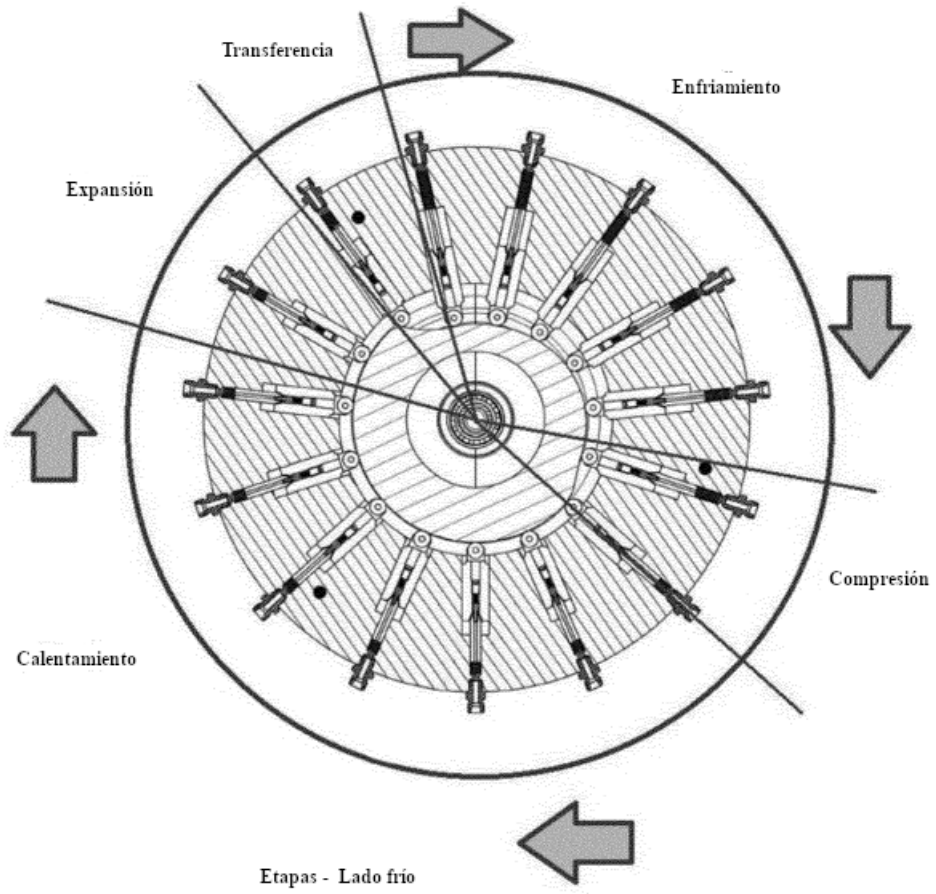 Transferencia
Enfriamiento
Expansión
Compresión
Calentamiento
Etapas - Lado frío